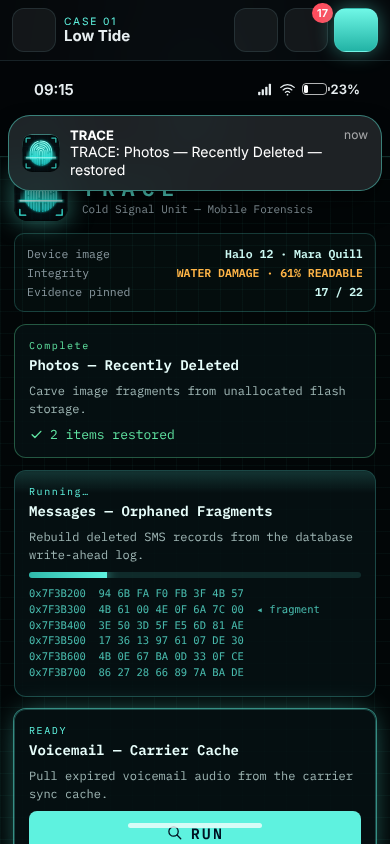 CASE 01
Low Tide
17
09:15
23%
TRACE
now
TRACE: Photos — Recently Deleted —
restored
TRACE
Cold Signal Unit — Mobile Forensics
Device image
Halo 12 · Mara Quill
Integrity
WATER DAMAGE · 61% READABLE
Evidence pinned
17 / 22
Complete
Photos — Recently Deleted
Carve image fragments from unallocated flash
storage.
✓ 2 items restored
Running…
Messages — Orphaned Fragments
Rebuild deleted SMS records from the database
write-ahead log.
0x7F3B200 94 6B FA F0 FB 3F 4B 57
0x7F3B300 4B 61 00 4E 0F 6A 7C 00 ◂ fragment
0x7F3B400 3E 50 3D 5F E5 6D 81 AE
0x7F3B500 17 36 13 97 61 07 DE 30
0x7F3B600 4B 0E 67 BA 0D 33 0F CE
0x7F3B700 86 27 28 66 89 7A BA DE
READY
Voicemail — Carrier Cache
Pull expired voicemail audio from the carrier
sync cache.
RUN